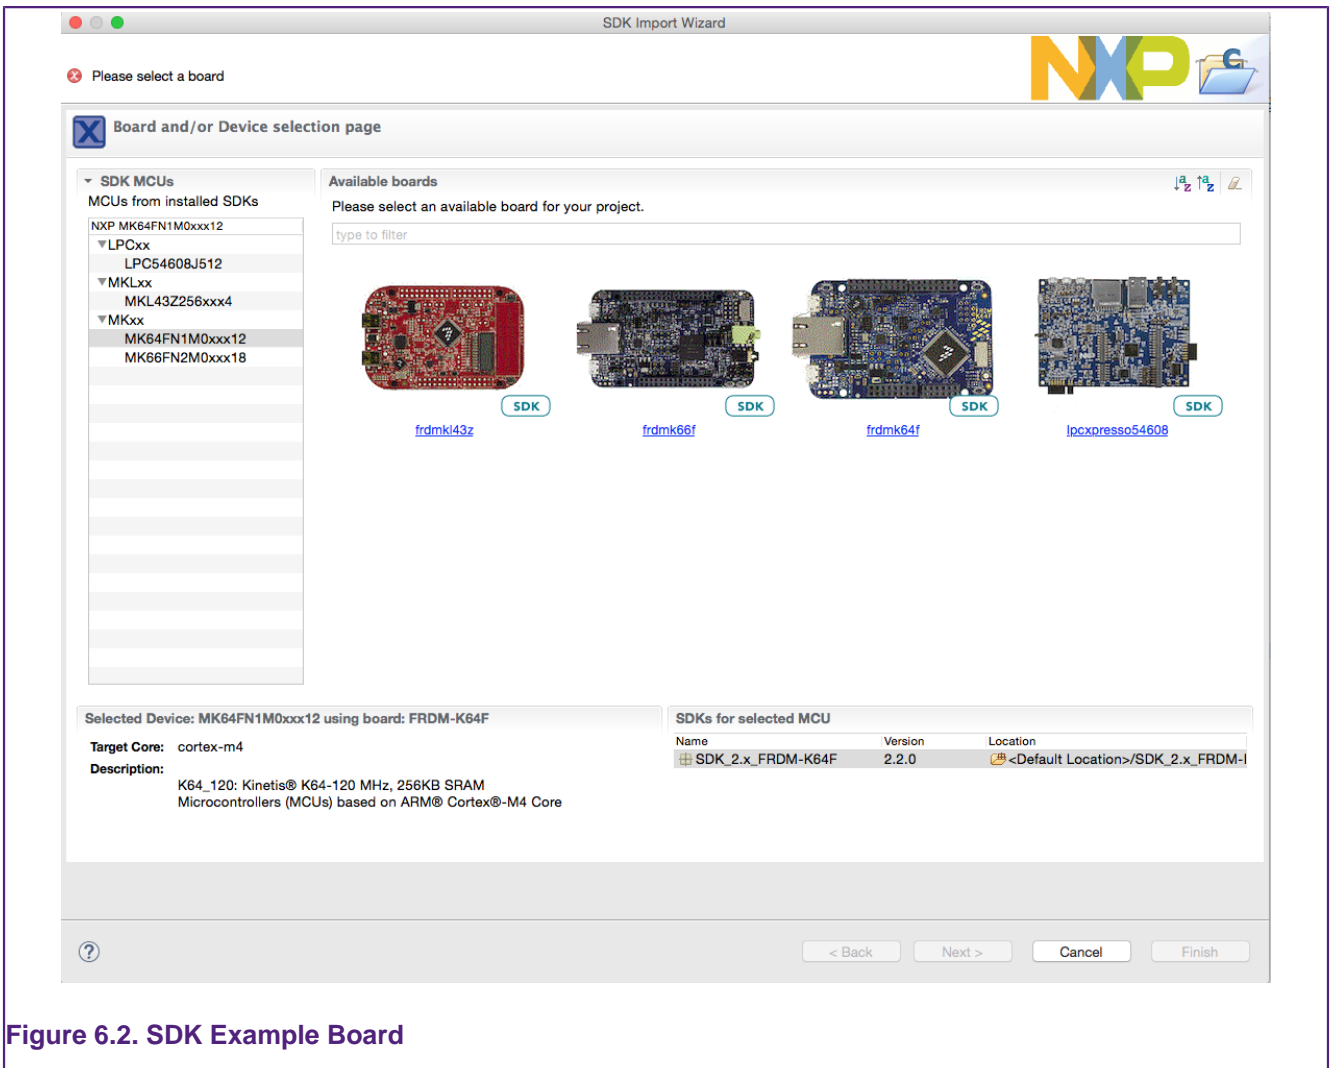 SDK Import Wizard
Please select a board
NXP
C
Board and/or Device selection page
SDK MCUs
MCUs from installed SDKs
NXP MK64FN1M0xxx12
LPCxx
LPC54608J512
MKLxx
MKL43Z256xxx4
MKxx
MK64FN1M0xxx12
MK66FN2M0xxx18
Available boards
Please select an available board for your project.
type to filter
SDK SDK SDK SDK
frdmkl43z frdmk66f frdmk64f lpcxpresso54608
Selected Device: MK64FN1M0xxx12 using board: FRDM-K64F
Target Core: cortex-m4
Description:
K64_120: Kinetis® K64-120 MHz, 256KB SRAM
Microcontrollers (MCUs) based on ARM® Cortex®-M4 Core
SDKs for selected MCU
Name Version Location
SDK_2.x_FRDM-K64F 2.2.0 <Default Location>/SDK_2.x_FRDM-
? < Back Next > Cancel Finish
Figure 6.2. SDK Example Board